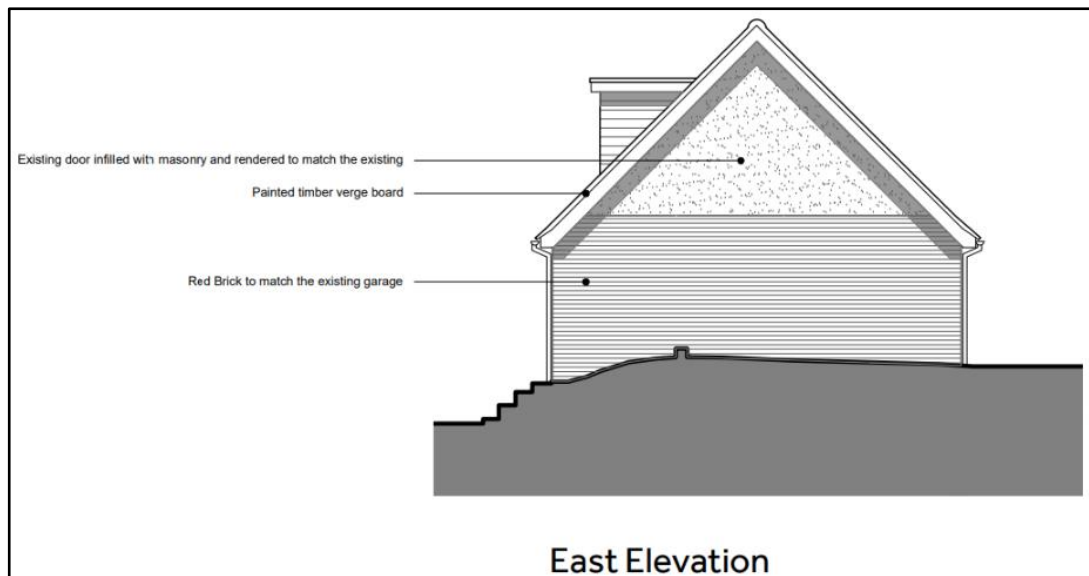 Existing door infilled with masonry and rendered to match the existing
Painted timber verge board
Red Brick to match the existing garage
East Elevation